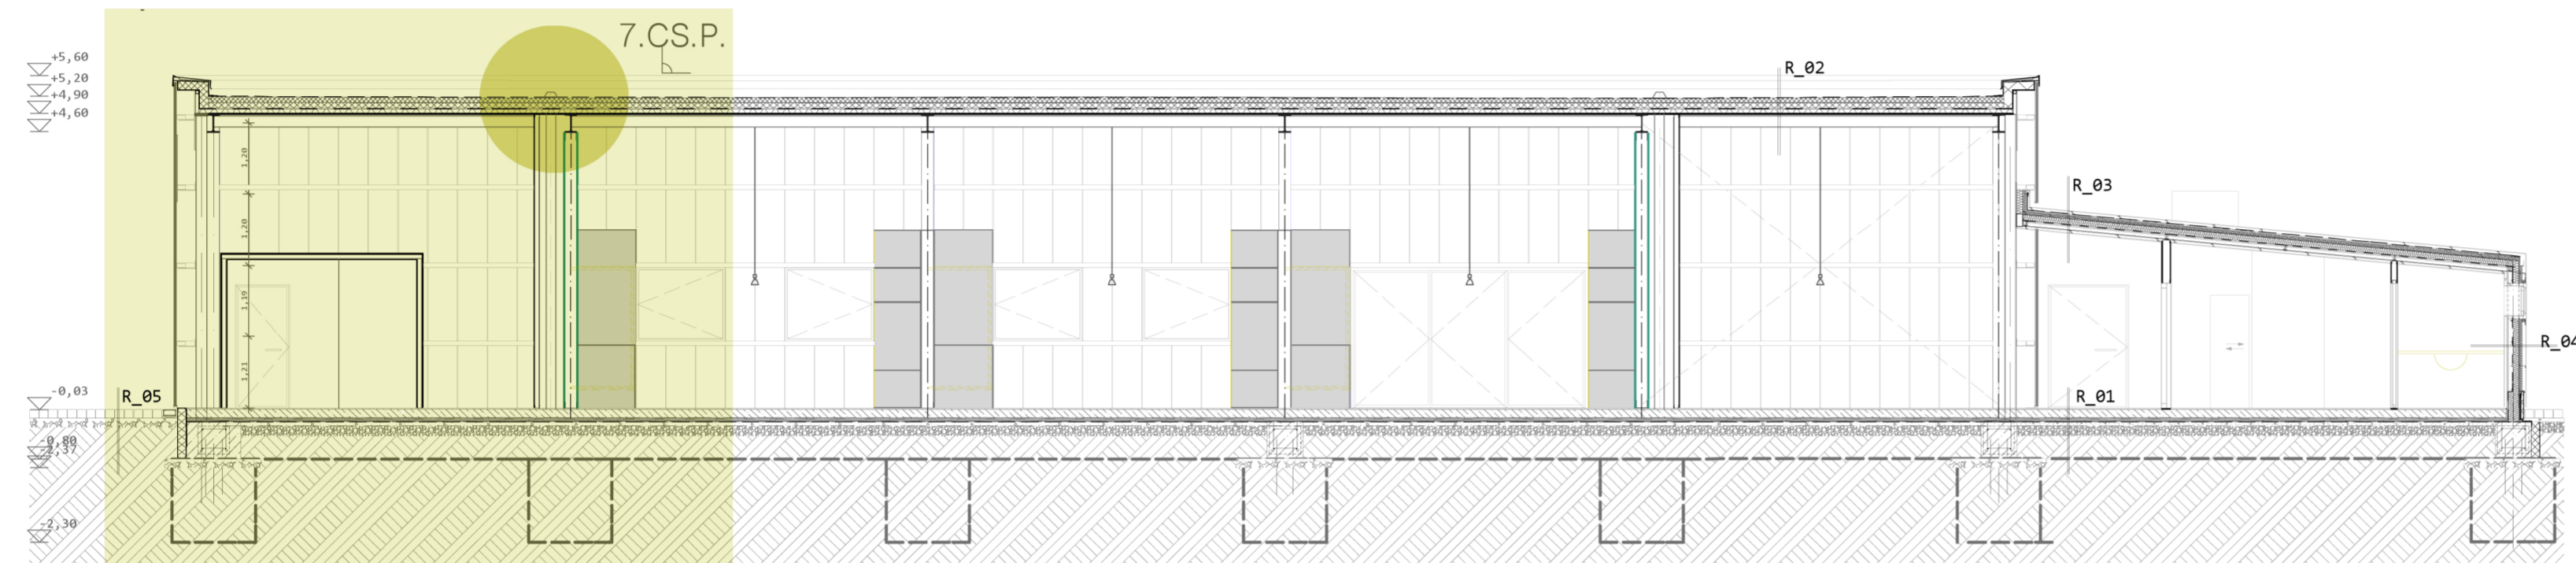 7.CS.P.
+5,60
+5,20
+4,90
+4,60
R_02
R_03
1,20
1,20
1,19
1,21
R_04
-0,03
R_05
R_01
-0,80
-2,37
-2,30